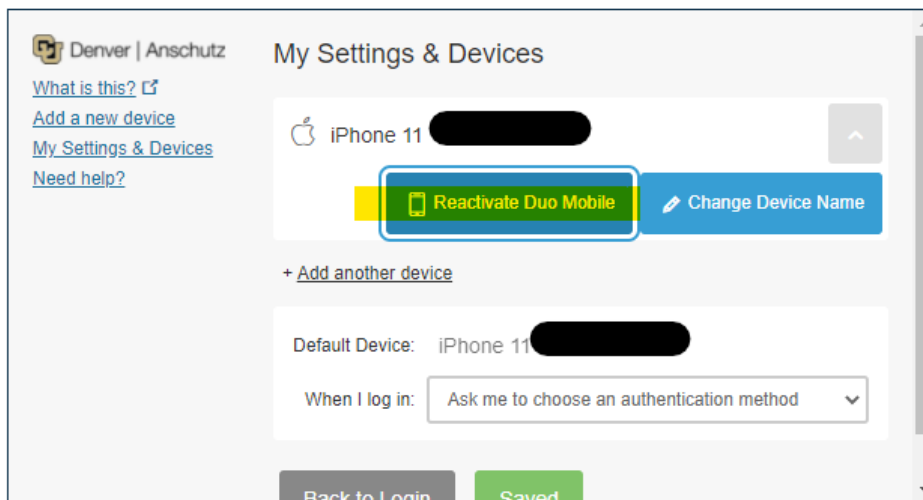 Denver | Anschutz
What is this?
Add a new device
My Settings & Devices
Need help?
My Settings & Devices
iPhone 11
Reactivate Duo Mobile
Change Device Name
+ Add another device
Default Device: iPhone 11
When I log in: Ask me to choose an authentication method
Back to Login
Saved